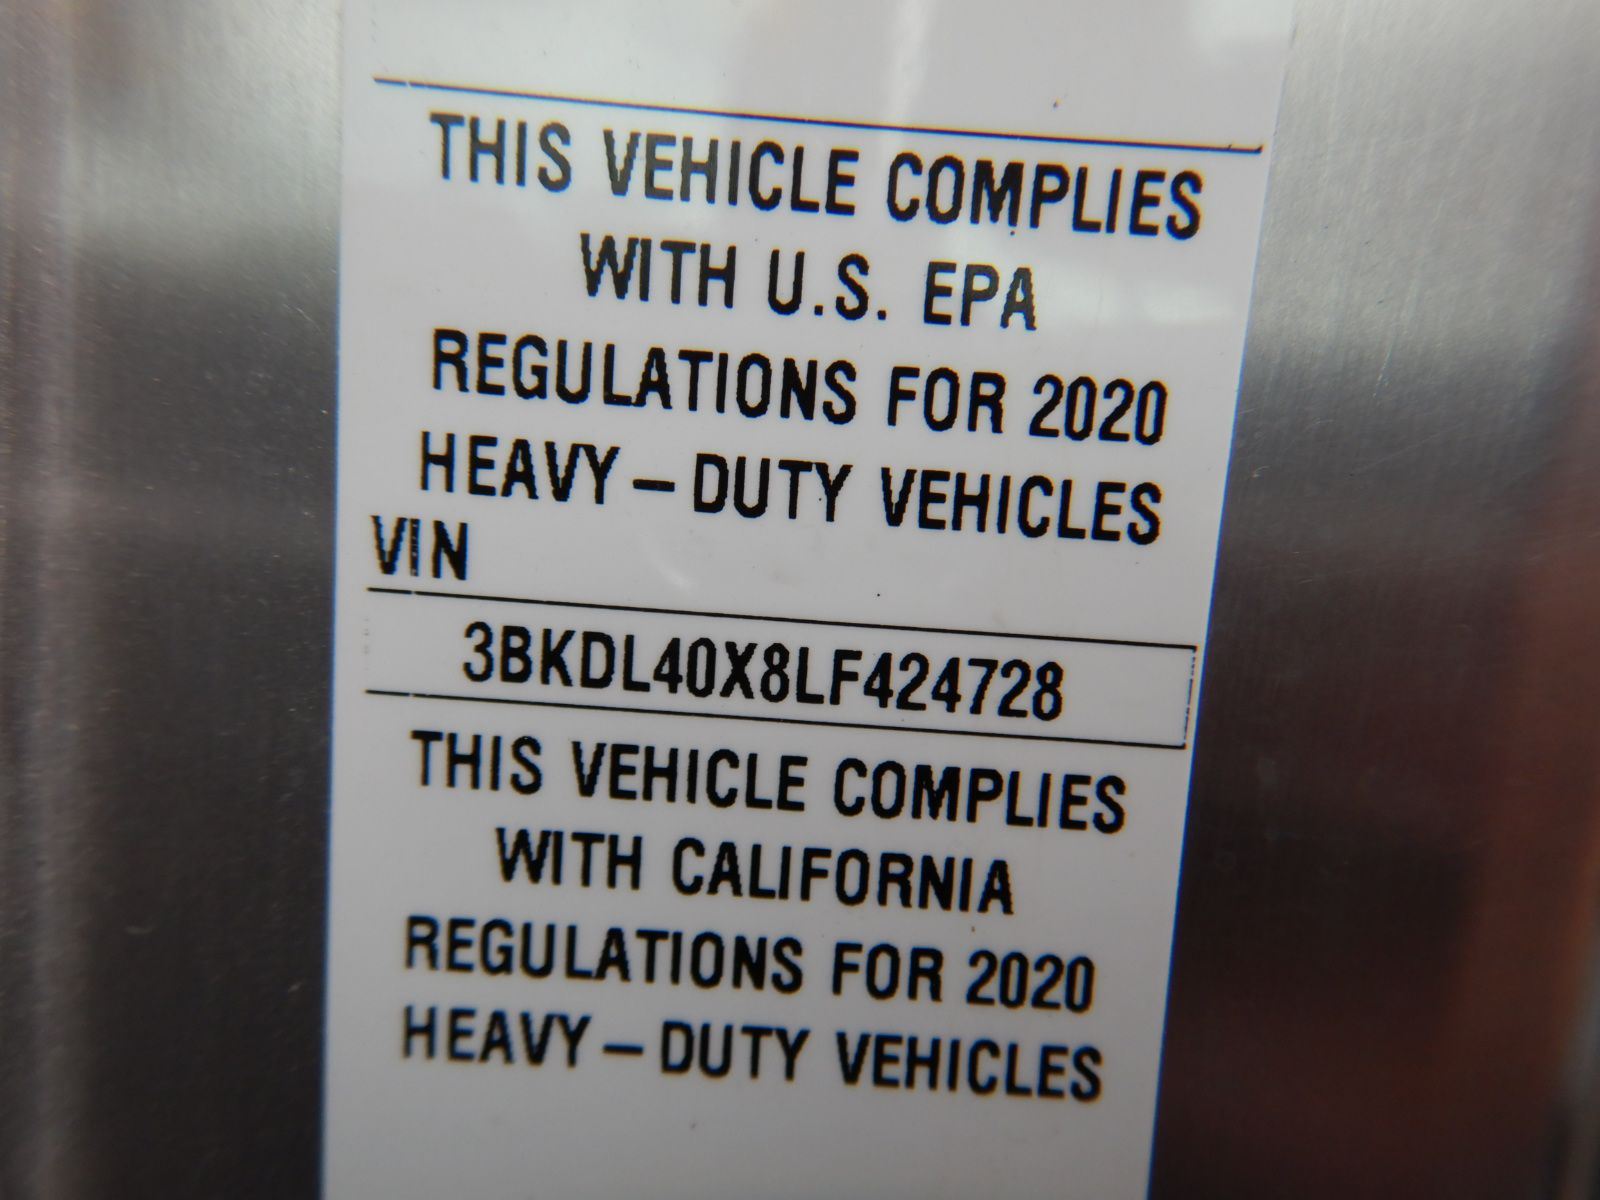 THIS VEHICLE COMPLIES
WITH U.S. EPA
REGULATIONS FOR 2020
HEAVY-DUTY VEHICLES
VIN
3BKDL40X8LF424728
THIS VEHICLE COMPLIES
WITH CALIFORNIA
REGULATIONS FOR 2020
HEAVY-DUTY VEHICLES